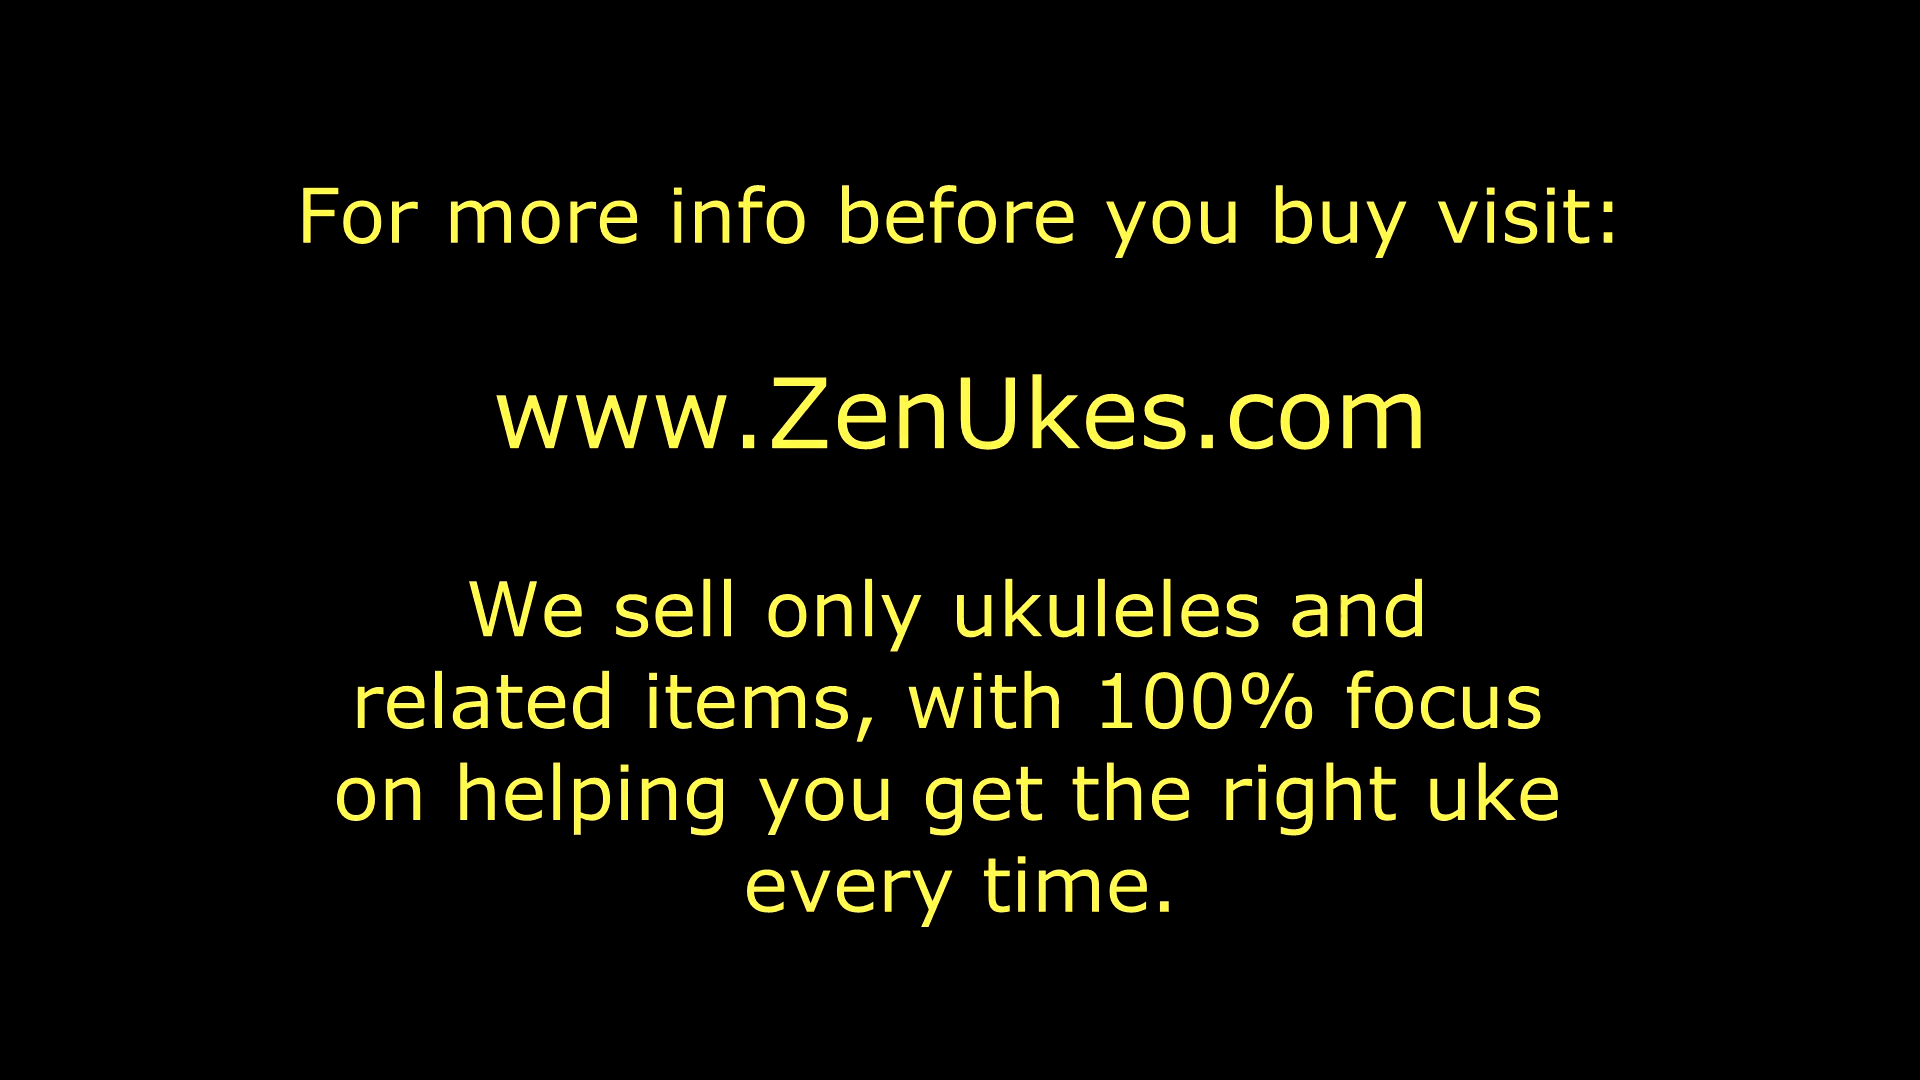 For more info before you buy visit:
www.ZenUkes.com
We sell only ukuleles and
related items, with 100% focus
on helping you get the right uke
every time.